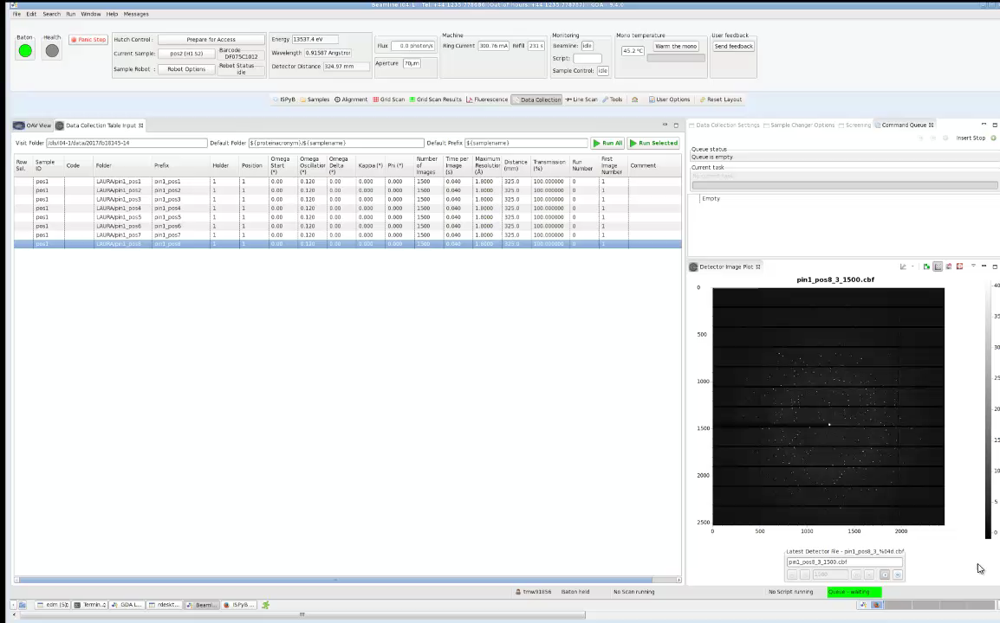 Beamline I04-1 - Tel: +44 1235 778686 (Out of hours: +44 1235 778787) - GDA - 9.4.0
File Edit Search Run Window Help Messages
Baton Health Panic Stop
Hutch Control: Prepare for Access
Current Sample: pos2 (H1 S2) Barcode DF075C1012
Sample Robot: Robot Options Robot Status idle
Energy 13537.4 eV
Wavelength 0.91587 Angstror
Detector Distance 324.97 mm
Flux 0.0 photon/s
Aperture 70µm
Machine
Ring Current 300.76 mA Refill 231 s
Monitoring
Beamline: idle
Script:
Sample Control: idle
Mono temperature
45.2 °C Warm the mono
User feedback
Send feedback
ISPyB Samples Alignment Grid Scan Grid Scan Results Fluorescence Data Collection Line Scan Tools User Options Reset Layout
OAV View Data Collection Table Input
Visit Folder /dls/i04-1/data/2017/lb18145-14 Default Folder ${proteinacronym}/${samplename} Default Prefix ${samplename} Run All Run Selected
Row Sel. Sample ID Code Folder Prefix Holder Position Omega Start (°) Omega Oscillatior (°) Omega Delta (°) Kappa (°) Phi (°) Number of Images Time per Image (s) Maximum Resolutior (Å) Distance (mm) Transmission (%) Run Number First Image Number Comment
pos1 LAURA/pin1_pos1 pin1_pos1 1 1 0.00 0.120 0.00 0.000 0.000 1500 0.040 1.8000 325.0 100.000000 0 1
pos1 LAURA/pin1_pos2 pin1_pos2 1 1 0.00 0.120 0.00 0.000 0.000 1500 0.040 1.8000 325.0 100.000000 0 1
pos1 LAURA/pin1_pos3 pin1_pos3 1 1 0.00 0.120 0.00 0.000 0.000 1500 0.040 1.8000 325.0 100.000000 0 1
pos1 LAURA/pin1_pos4 pin1_pos4 1 1 0.00 0.120 0.00 0.000 0.000 1500 0.040 1.8000 325.0 100.000000 0 1
pos1 LAURA/pin1_pos5 pin1_pos5 1 1 0.00 0.120 0.00 0.000 0.000 1500 0.040 1.8000 325.0 100.000000 0 1
pos1 LAURA/pin1_pos6 pin1_pos6 1 1 0.00 0.120 0.00 0.000 0.000 1500 0.040 1.8000 325.0 100.000000 0 1
pos1 LAURA/pin1_pos7 pin1_pos7 1 1 0.00 0.120 0.00 0.000 0.000 1500 0.040 1.8000 325.0 100.000000 0 1
pos1 LAURA/pin1_pos8 pin1_pos8 1 1 0.00 0.120 0.00 0.000 0.000 1500 0.040 1.8000 325.0 100.000000 0 1
Data Collection Settings Sample Changer Options Screening Command Queue
Insert Stop
Queue status
Queue is empty
Current task
Empty
Detector Image Plot
pin1_pos8_3_1500.cbf
0
500
1000
1500
2000
2500
0 500 1000 1500 2000
40
35
30
25
20
15
10
5
0
Latest Detector File - pin1_pos8_3_%04d.cbf
pin1_pos8_3_1500.cbf
tmw91856 Baton held No Scan running No Script running Queue - waiting
edm (S) Termin... GDA L... rdeskt... Beaml... ISPyB ...